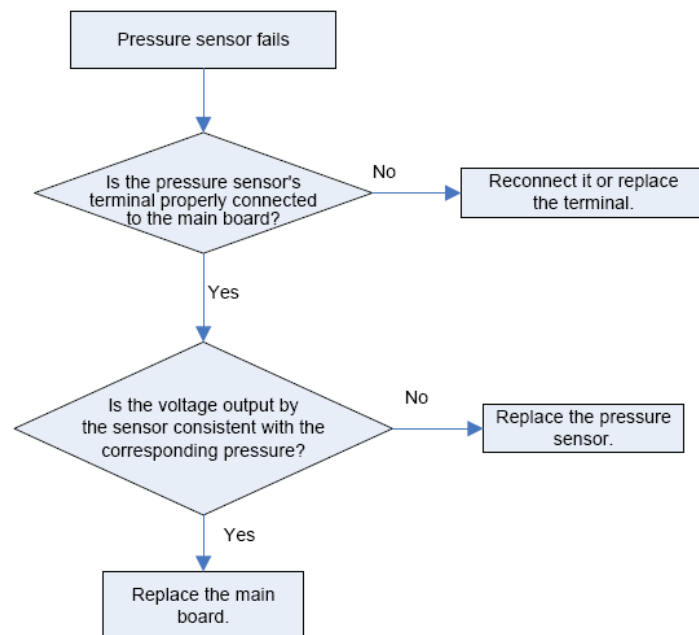 Pressure sensor fails
Is the pressure sensor's
terminal properly connected
to the main board?
No
Reconnect it or replace
the terminal.
Yes
Is the voltage output by
the sensor consistent with the
corresponding pressure?
No
Replace the pressure
sensor.
Yes
Replace the main
board.